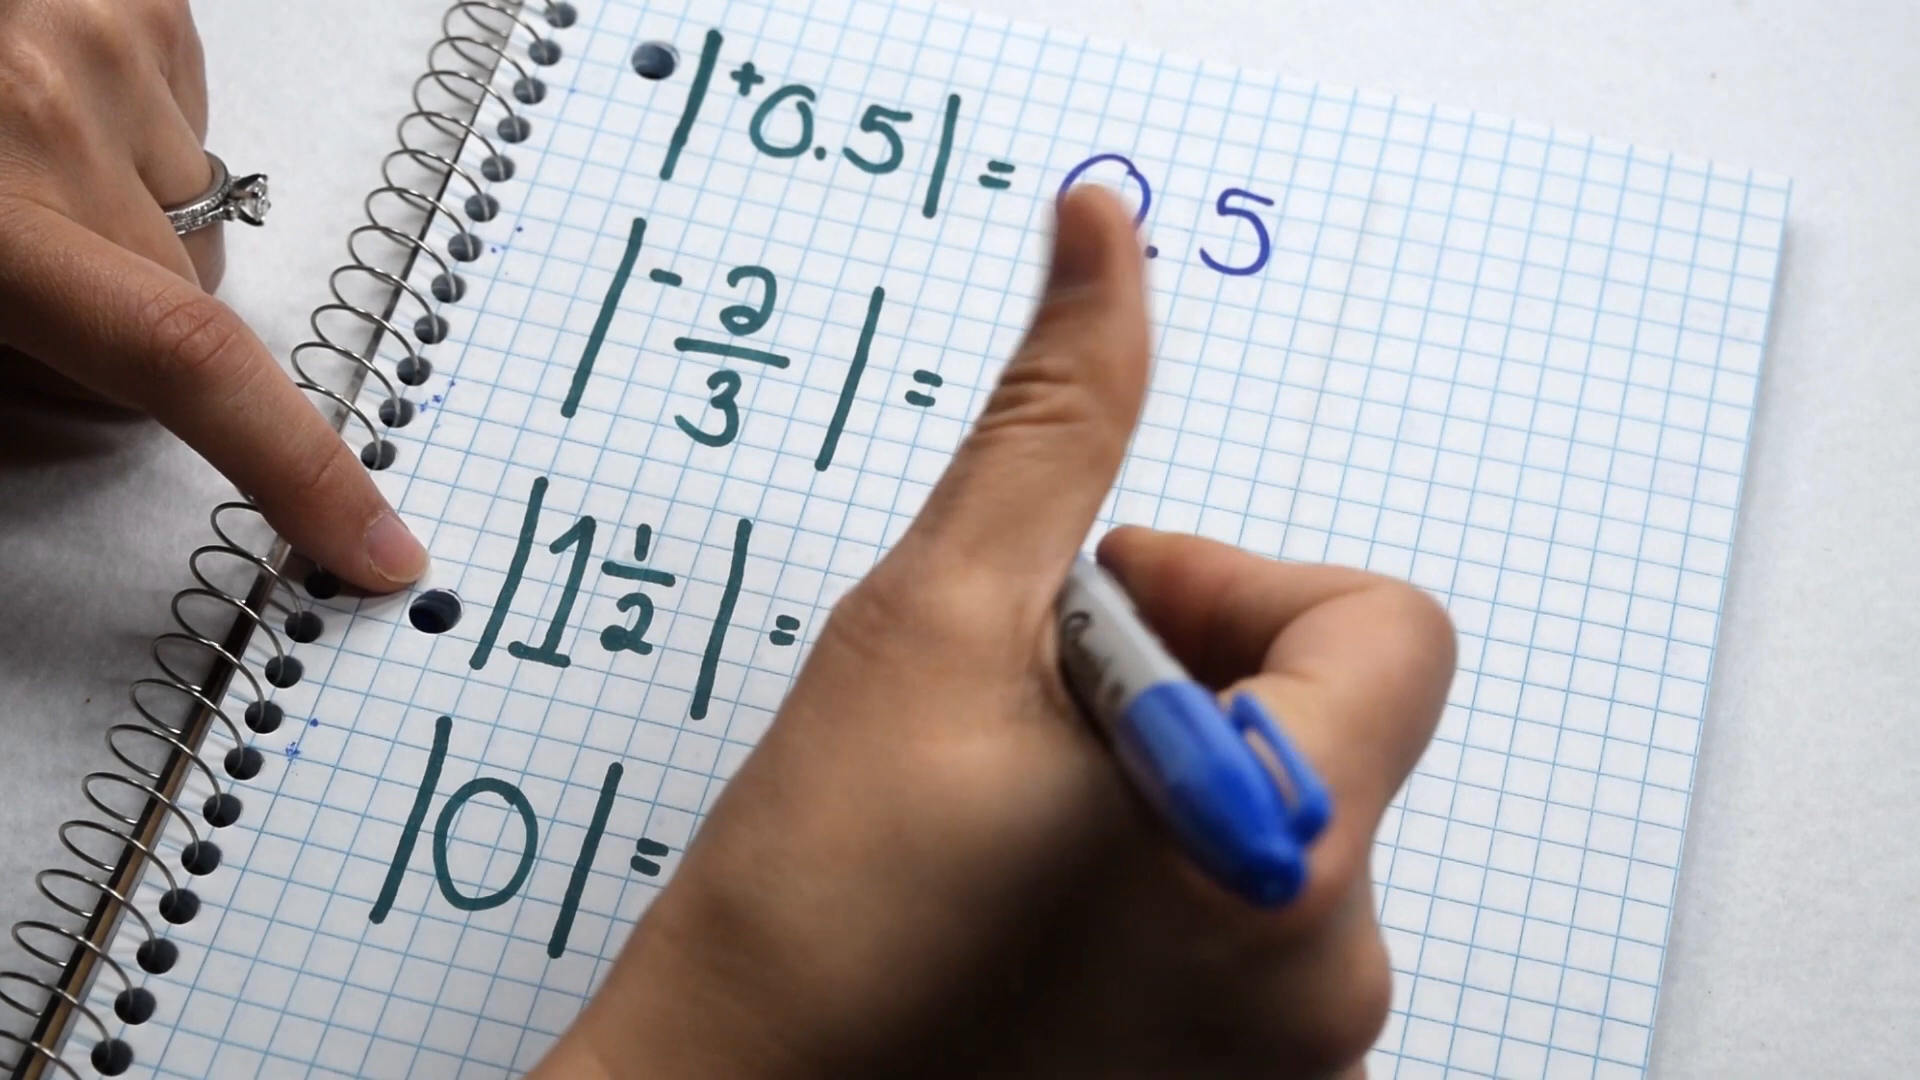 |⁺0.5| = 0.5
|⁻2/3| =
|1 1/2| =
|0| =